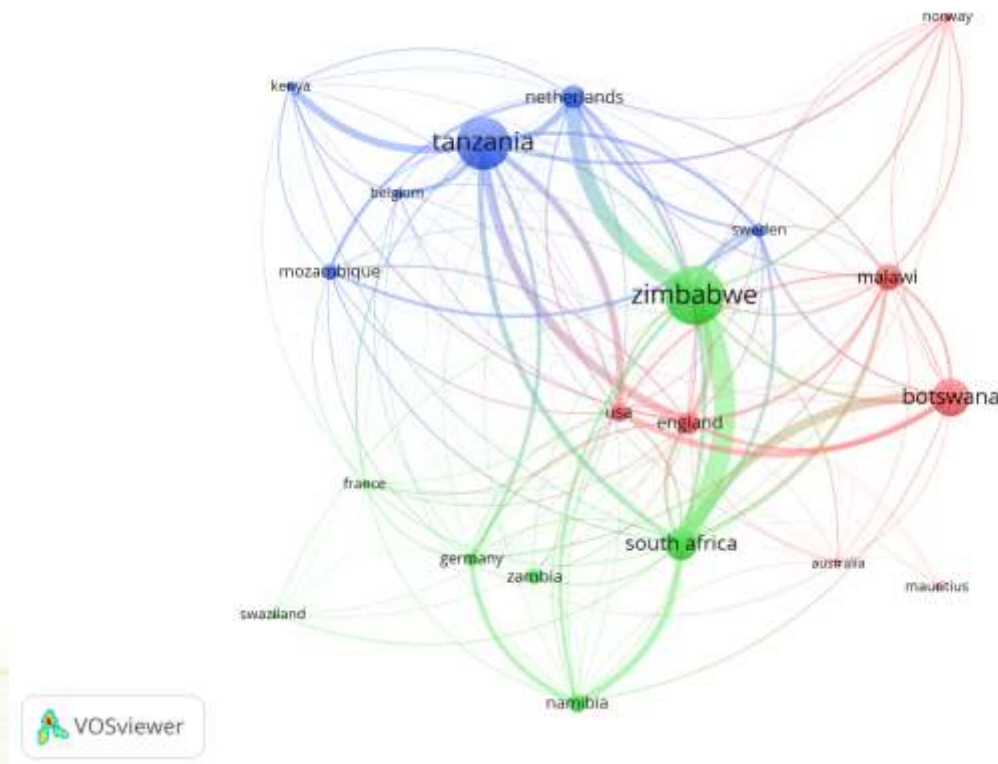 norway
kenya
netherlands
tanzania
belgium
sweden
mozambique
malawi
zimbabwe
botswana
usa
england
france
south africa
germany
zambia
australia
mauritius
swaziland
namibia
VOSviewer